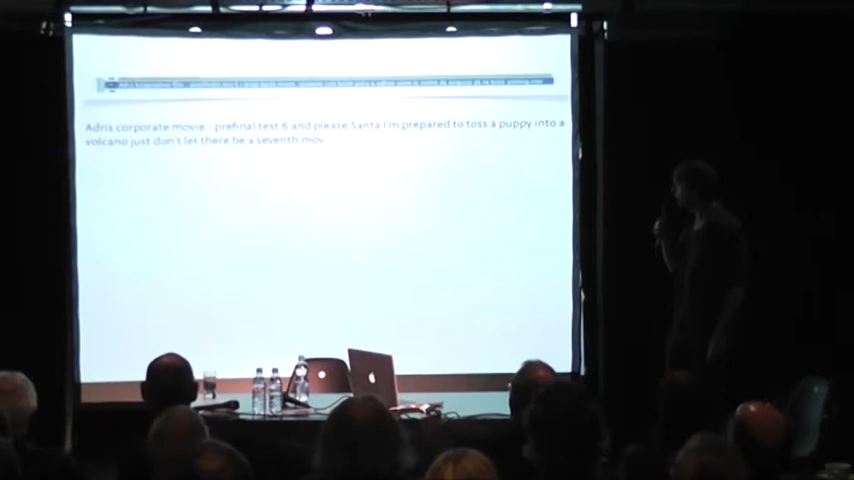 Adris corporate movie - prefinal test 6 and please Santa I'm prepared to toss a puppy into a
volcano just don't let there be a seventh.mov